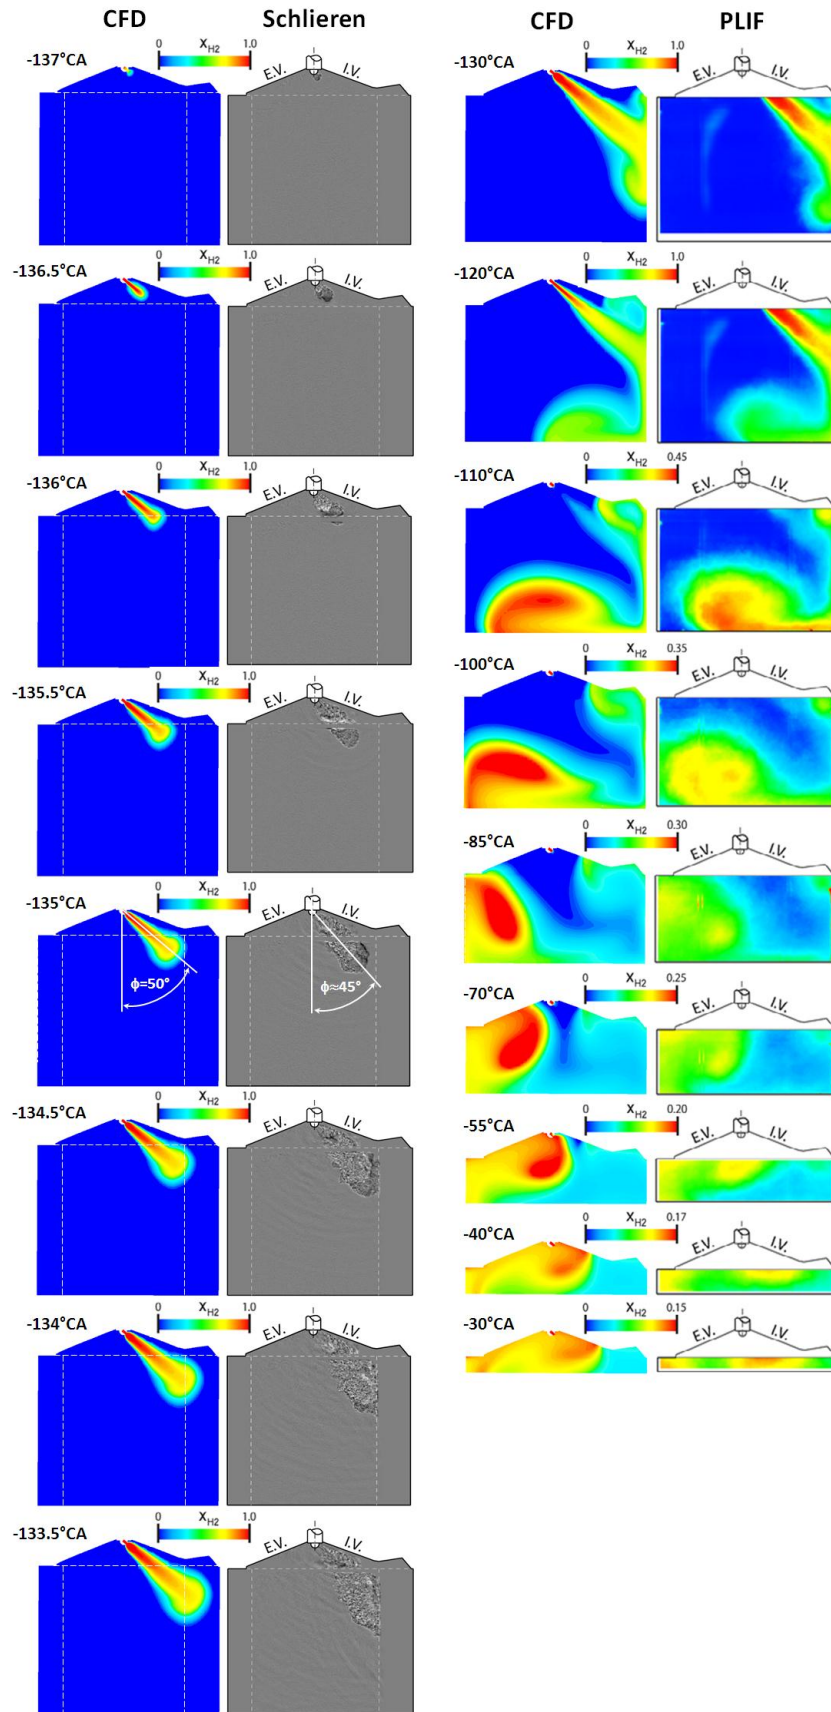 CFD Schlieren
-137°CA 0 X_H2 1.0 E.V. I.V.
-136.5°CA 0 X_H2 1.0 E.V. I.V.
-136°CA 0 X_H2 1.0 E.V. I.V.
-135.5°CA 0 X_H2 1.0 E.V. I.V.
-135°CA 0 X_H2 1.0 E.V. I.V.
ϕ=50° ϕ≈45°
-134.5°CA 0 X_H2 1.0 E.V. I.V.
-134°CA 0 X_H2 1.0 E.V. I.V.
-133.5°CA 0 X_H2 1.0 E.V. I.V.
CFD PLIF
-130°CA 0 X_H2 1.0 E.V. I.V.
-120°CA 0 X_H2 1.0 E.V. I.V.
-110°CA 0 X_H2 0.45 E.V. I.V.
-100°CA 0 X_H2 0.35 E.V. I.V.
-85°CA 0 X_H2 0.30 E.V. I.V.
-70°CA 0 X_H2 0.25 E.V. I.V.
-55°CA 0 X_H2 0.20 E.V. I.V.
-40°CA 0 X_H2 0.17 E.V. I.V.
-30°CA 0 X_H2 0.15 E.V. I.V.